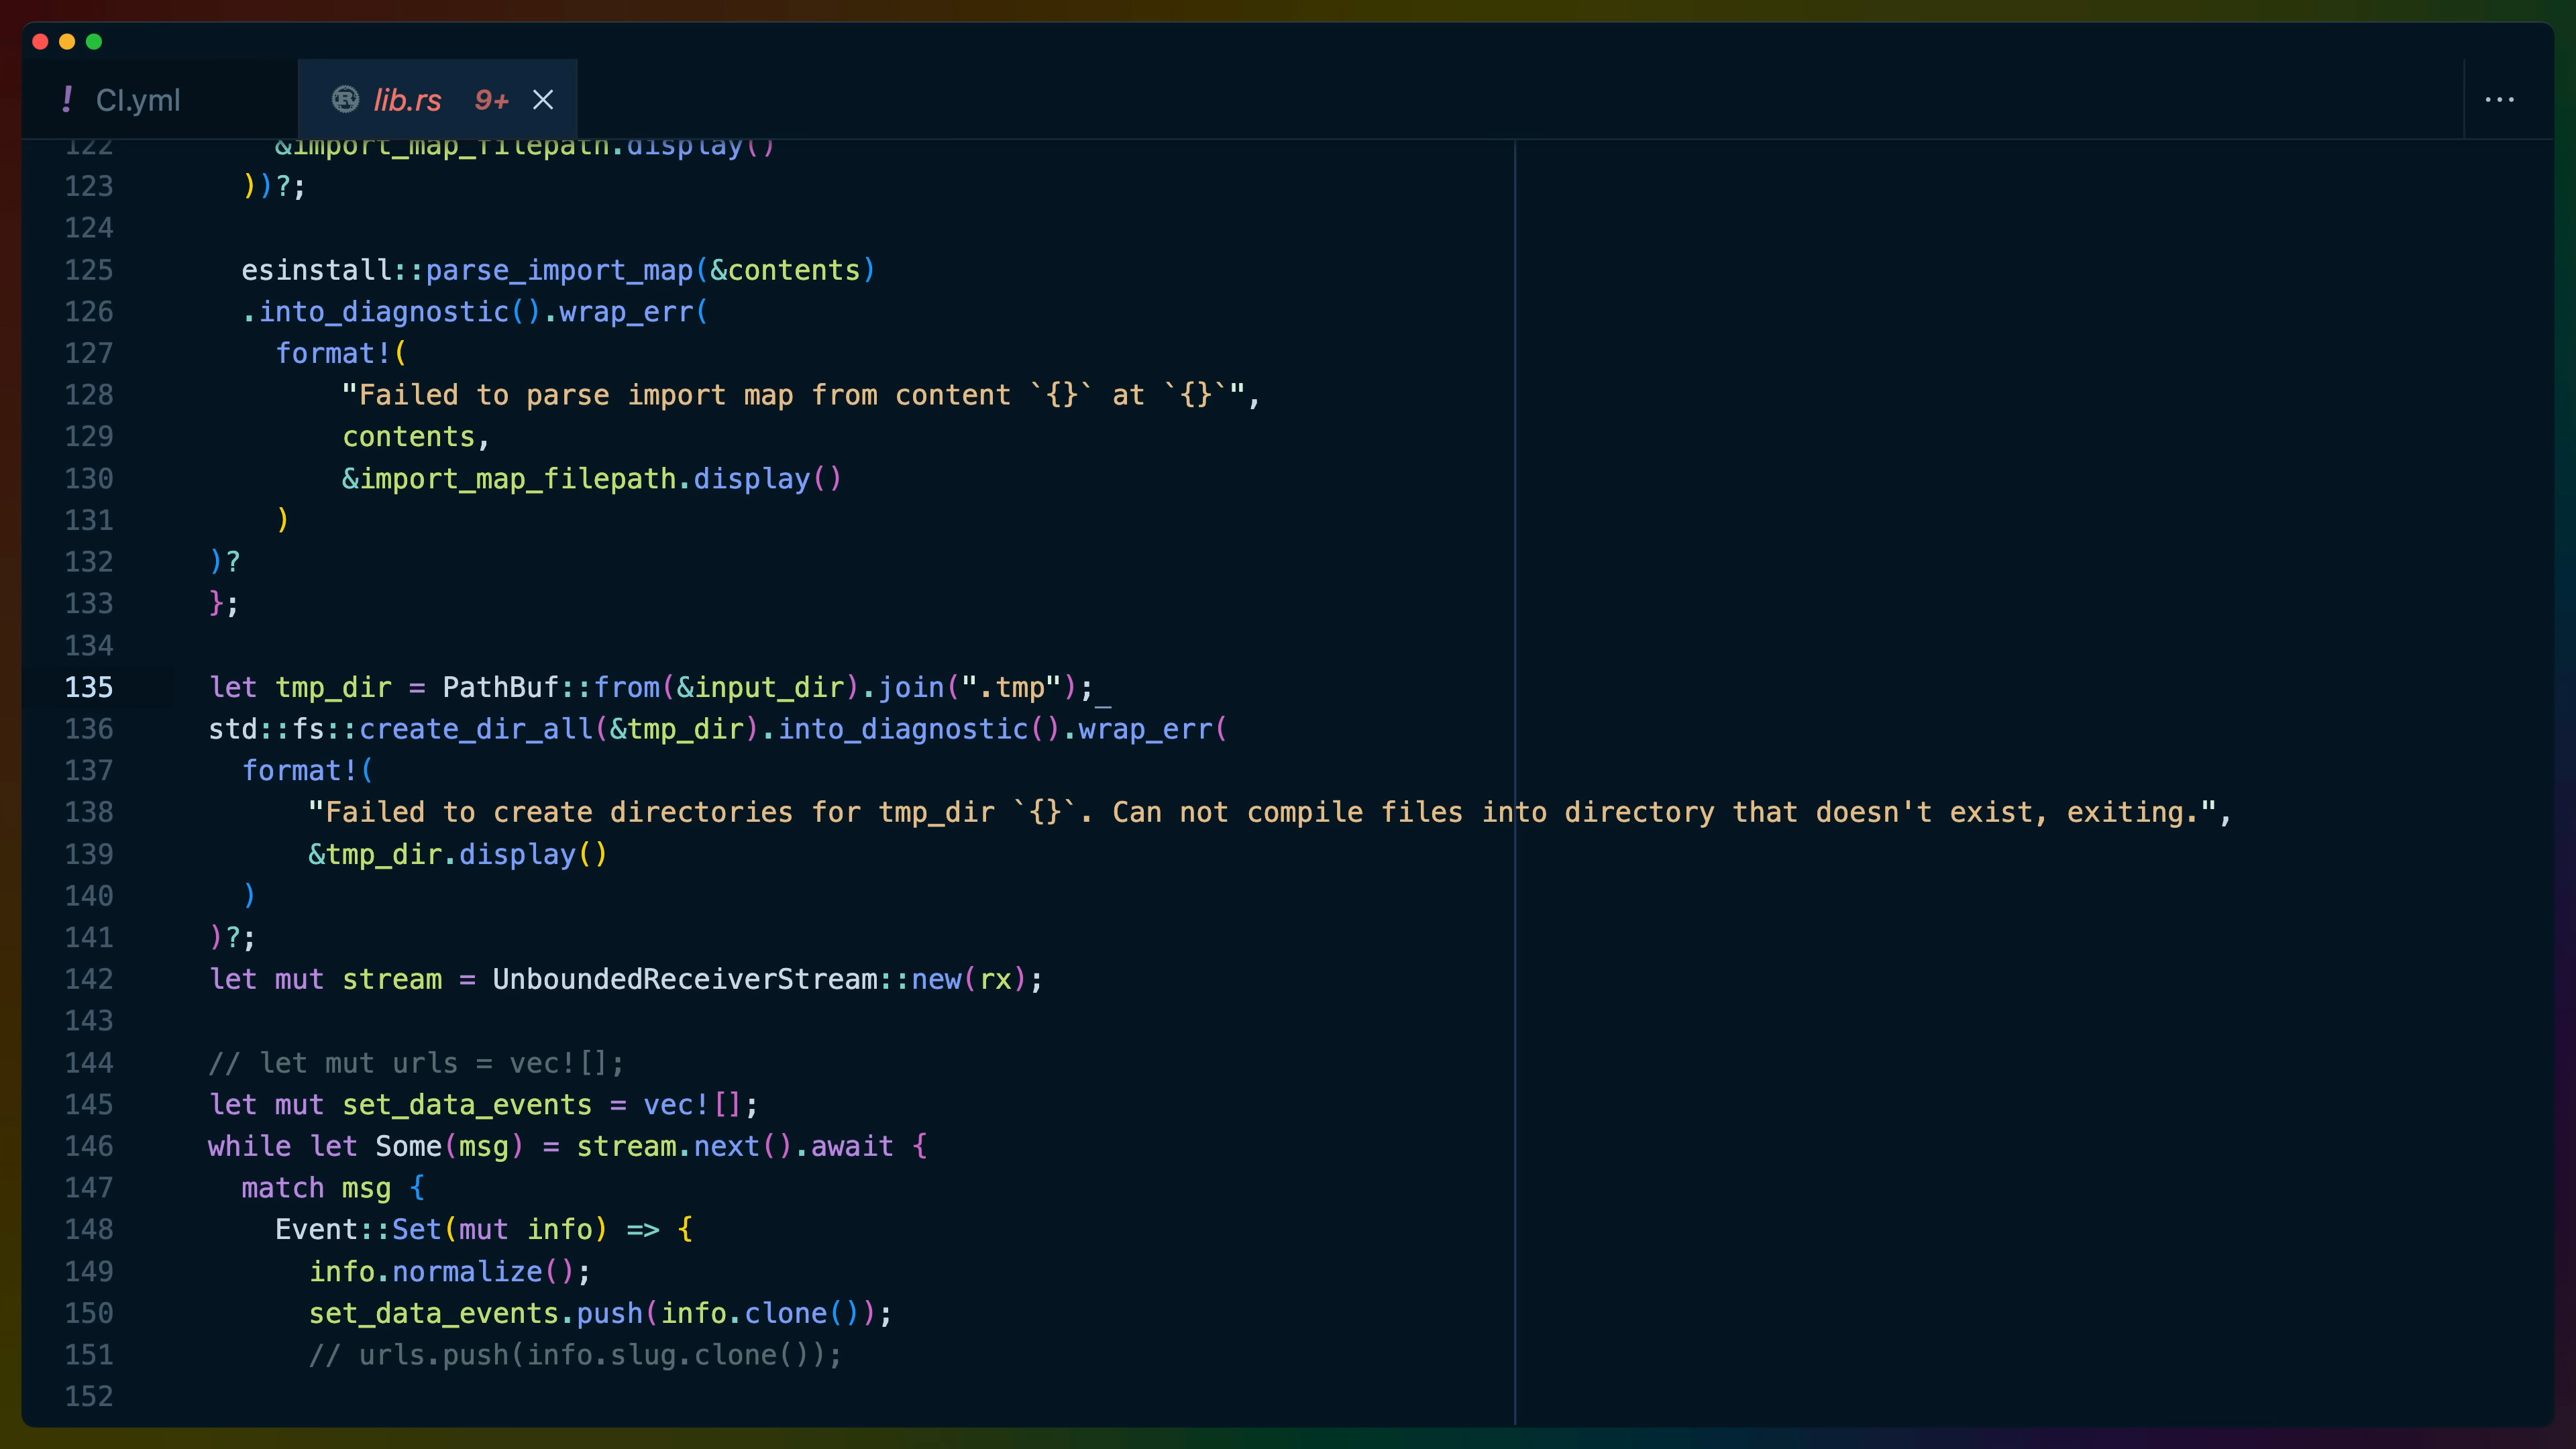 ! CI.yml lib.rs 9+
122 &import_map_filepath.display()
123 ))?;
124
125 esinstall::parse_import_map(&contents)
126 .into_diagnostic().wrap_err(
127 format!(
128 "Failed to parse import map from content `{}` at `{}`",
129 contents,
130 &import_map_filepath.display()
131 )
132 )?
133 };
134
135 let tmp_dir = PathBuf::from(&input_dir).join(".tmp");
136 std::fs::create_dir_all(&tmp_dir).into_diagnostic().wrap_err(
137 format!(
138 "Failed to create directories for tmp_dir `{}`. Can not compile files into directory that doesn't exist, exiting.",
139 &tmp_dir.display()
140 )
141 )?;
142 let mut stream = UnboundedReceiverStream::new(rx);
143
144 // let mut urls = vec![];
145 let mut set_data_events = vec![];
146 while let Some(msg) = stream.next().await {
147 match msg {
148 Event::Set(mut info) => {
149 info.normalize();
150 set_data_events.push(info.clone());
151 // urls.push(info.slug.clone());
152